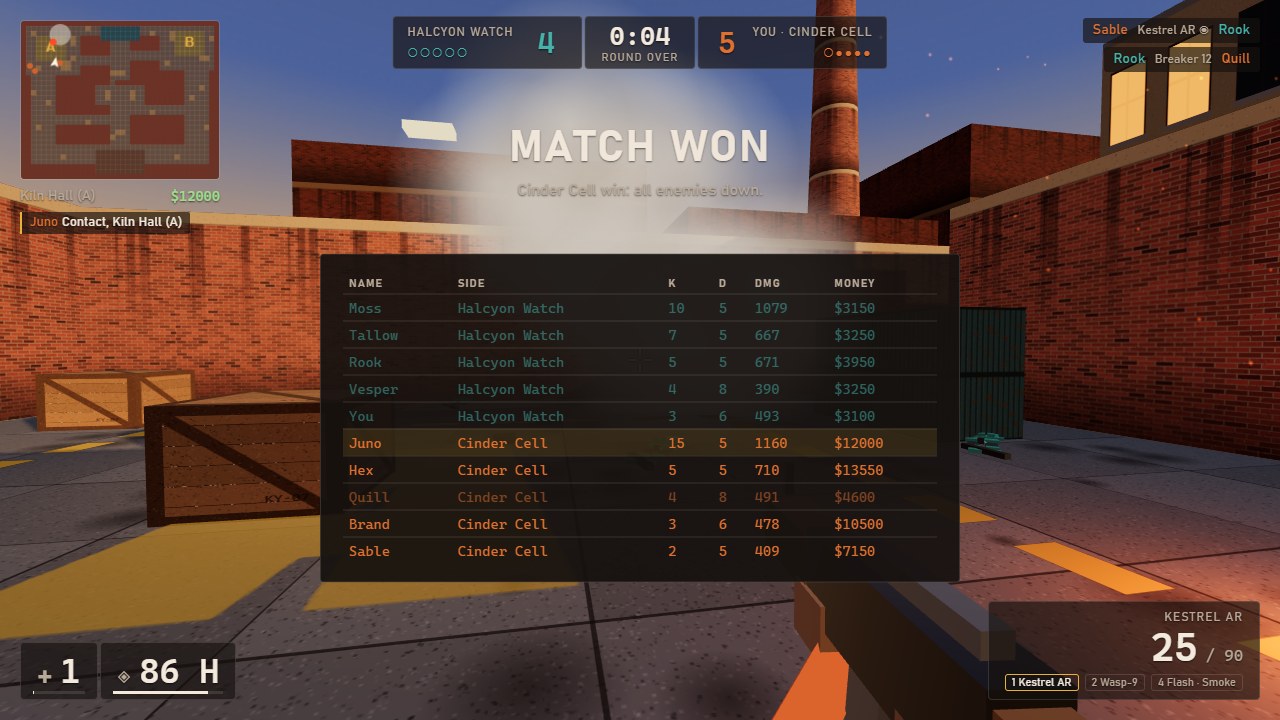 HALCYON WATCH 4
0:04
ROUND OVER
5 YOU · CINDER CELL
Sable Kestrel AR Rook
Rook Breaker 12 Quill
A
B
Kiln Hall (A) $12000
Juno Contact, Kiln Hall (A)
MATCH WON
Cinder Cell win: all enemies down.
NAME SIDE K D DMG MONEY
Moss Halcyon Watch 10 5 1079 $3150
Tallow Halcyon Watch 7 5 667 $3250
Rook Halcyon Watch 5 5 671 $3950
Vesper Halcyon Watch 4 8 390 $3250
You Halcyon Watch 3 6 493 $3100
Juno Cinder Cell 15 5 1160 $12000
Hex Cinder Cell 5 5 710 $13550
Quill Cinder Cell 4 8 491 $4600
Brand Cinder Cell 3 6 478 $10500
Sable Cinder Cell 2 5 409 $7150
+ 1
86 H
KESTREL AR
25 / 90
1 Kestrel AR 2 Wasp-9 4 Flash · Smoke